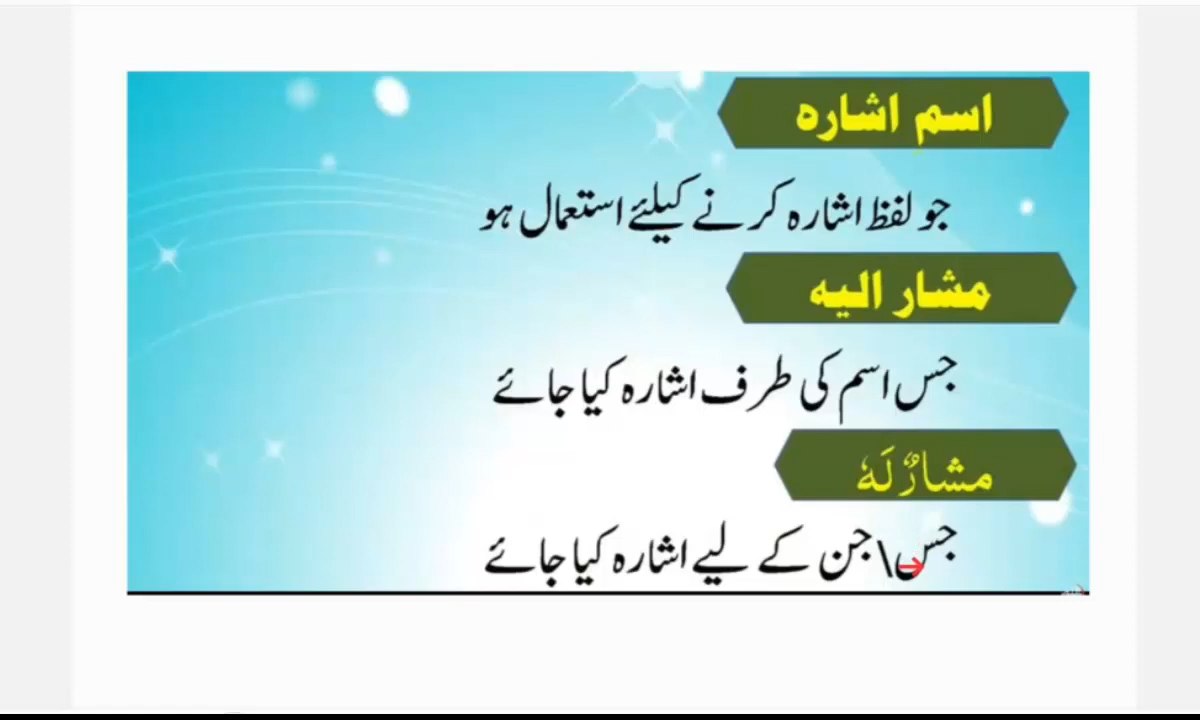 اسم اشارہ
جو لفظ اشارہ کرنے کیلئے استعمال ہو
مشار الیہ
جس اسم کی طرف اشارہ کیا جائے
مشارٌ لَہٗ
جس\جن کے لیے اشارہ کیا جائے